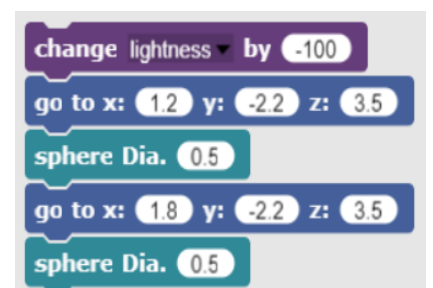 change lightness by -100
go to x: 1.2 y: -2.2 z: 3.5
sphere Dia. 0.5
go to x: 1.8 y: -2.2 z: 3.5
sphere Dia. 0.5